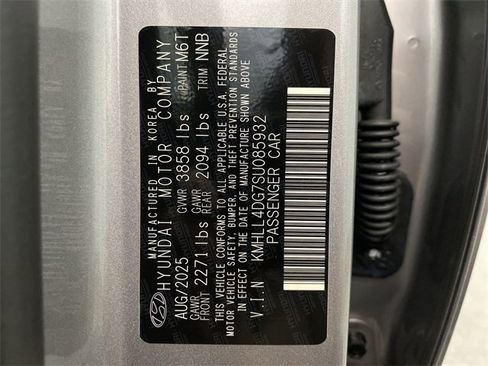 MANUFACTURED IN KOREA BY
HYUNDAI MOTOR COMPANY
AUG/2025 GVWR 3858 lbs PAINT M6T
GAWR FRONT 2271 lbs GAWR REAR 2094 lbs TRIM NNB
THIS VEHICLE CONFORMS TO ALL APPLICABLE U.S.A. FEDERAL
MOTOR VEHICLE SAFETY, BUMPER, AND THEFT PREVENTION STANDARDS
IN EFFECT ON THE DATE OF MANUFACTURE SHOWN ABOVE.
V.I.N KMHLL4DG7SU085932
PASSENGER CAR